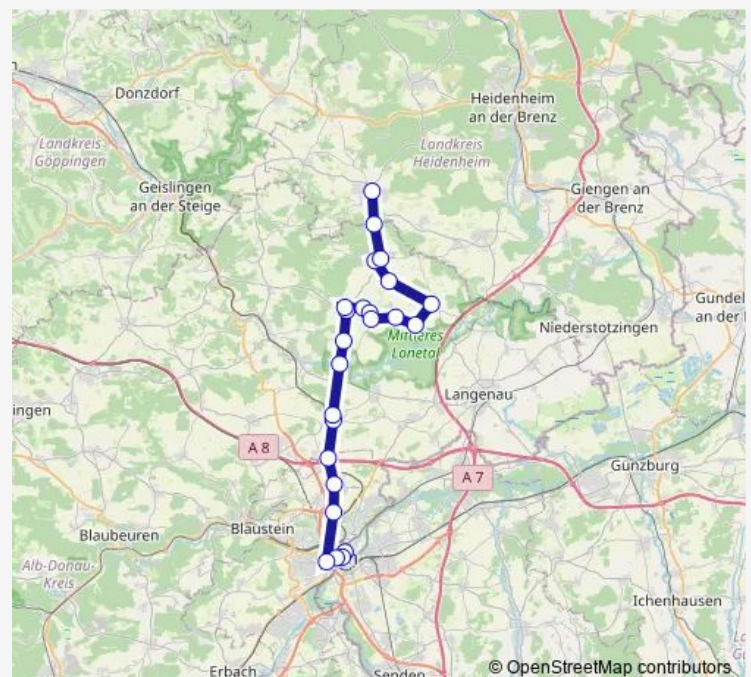 Donzdorf
Heidenheim
an der Brenz
Landkreis
Göppingen
Landkreis
Heidenheim
Geislingen
an der Steige
Giengen an
der Brenz
Gundel
an der
Niederstotzingen
Mittleres
Lonetal
ingen
Langenau
A 8
A 7
Günzburg
Blaubeuren
Blaustein
Alb-Donau-
Kreis
Ichenhausen
Erbach
Senden
© OpenStreetMap contributors